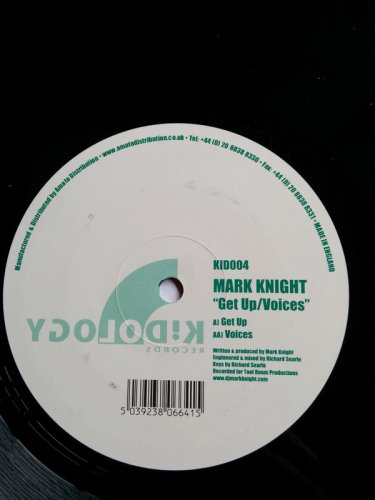 Manufactured & Distributed by Amato Distribution • www.amatodistribution.co.uk • Tel: +44 (0) 20 8838 8330 • Fax: +44 (0) 20 8838 8331 • MADE IN ENGLAND
KID004
MARK KNIGHT
"Get Up/Voices"
A) Get Up
AA) Voices
K!DOLOGY
RECORDS
Written & produced by Mark Knight
Engineered & mixed by Richard Searle
Keys by Richard Searle
Recorded for Tool Room Productions
www.djmarkknight.com
5 039238 066415